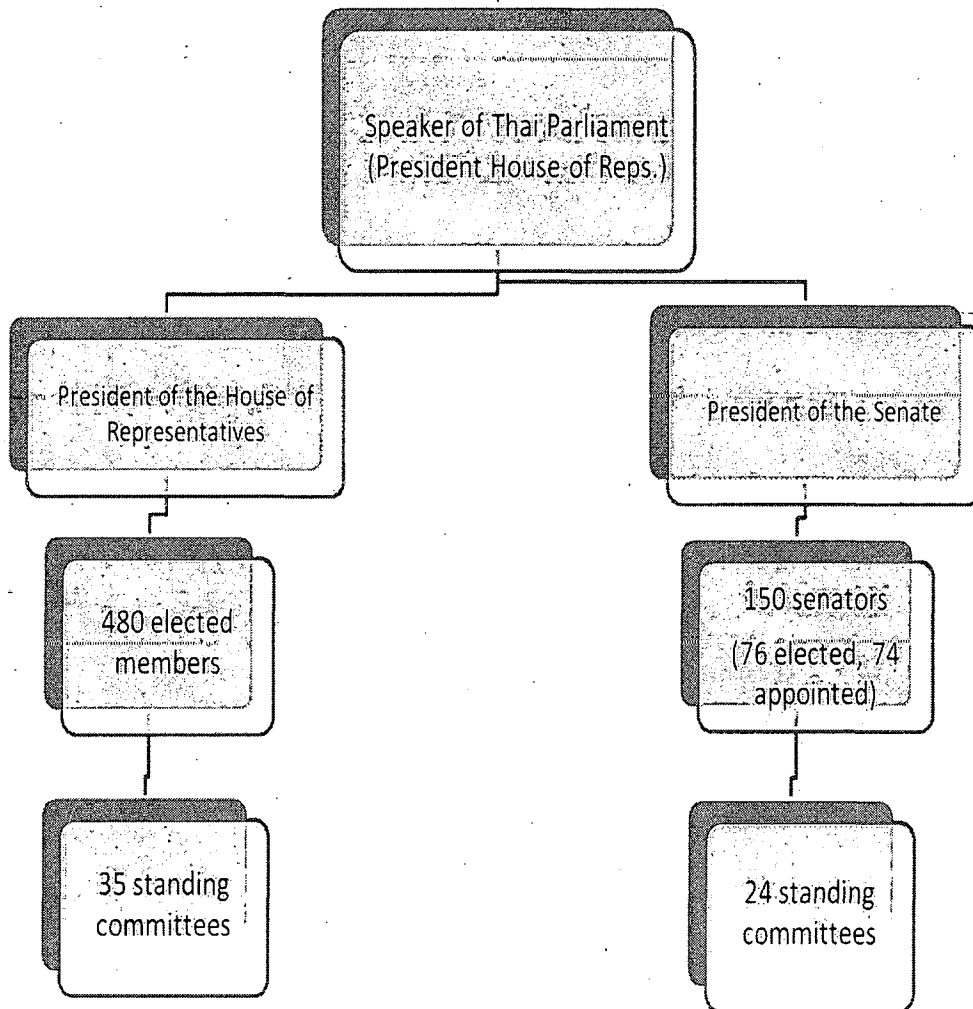 Speaker of Thai Parliament
(President House of Reps.)
President of the House of
Representatives
President of the Senate
480 elected
members
150 senators
(76 elected, 74
appointed)
35 standing
committees
24 standing
committees